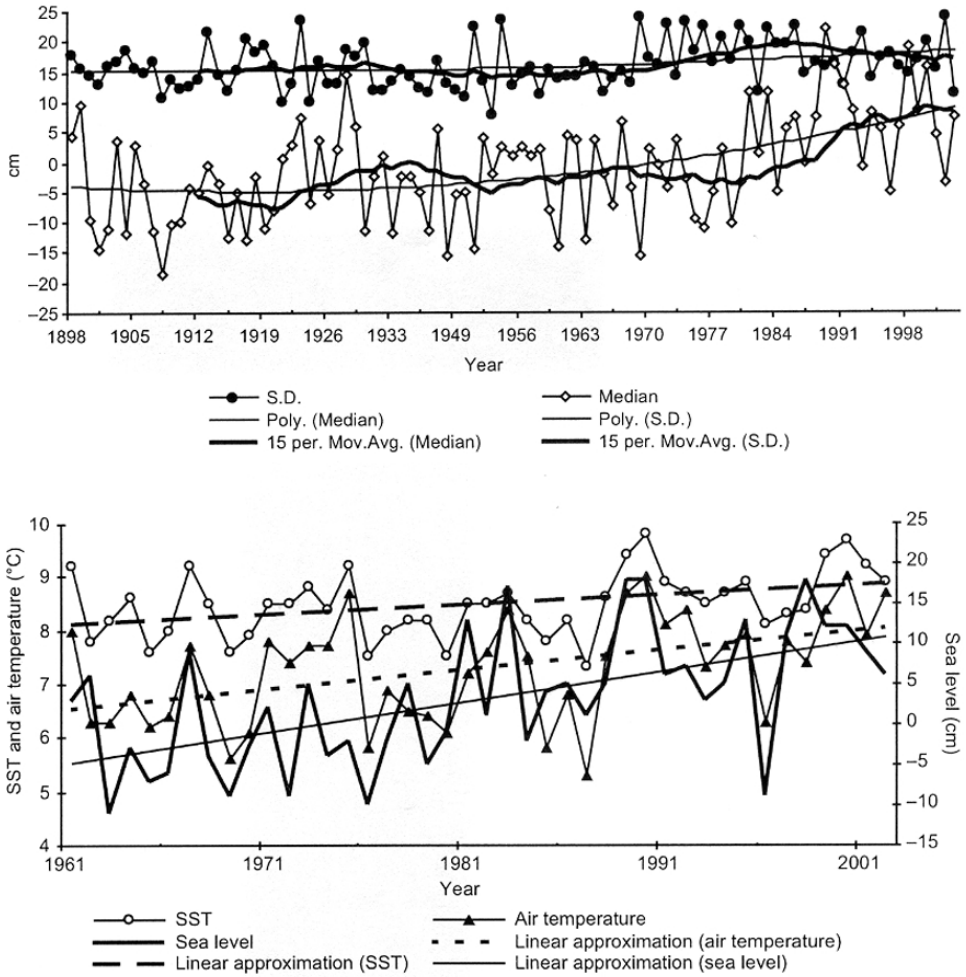 25
20
15
10
5
0
−5
−10
−15
−20
−25
cm
1898 1905 1912 1919 1926 1933 1940 1949 1956 1963 1970 1977 1984 1991 1998
Year
S.D. Median
Poly. (Median) Poly. (S.D.)
15 per. Mov.Avg. (Median) 15 per. Mov.Avg. (S.D.)
10
9
8
7
6
5
4
SST and air temperature (°C)
25
20
15
10
5
0
−5
−10
−15
Sea level (cm)
1961 1971 1981 1991 2001
Year
SST Air temperature
Sea level Linear approximation (air temperature)
Linear approximation (SST) Linear approximation (sea level)